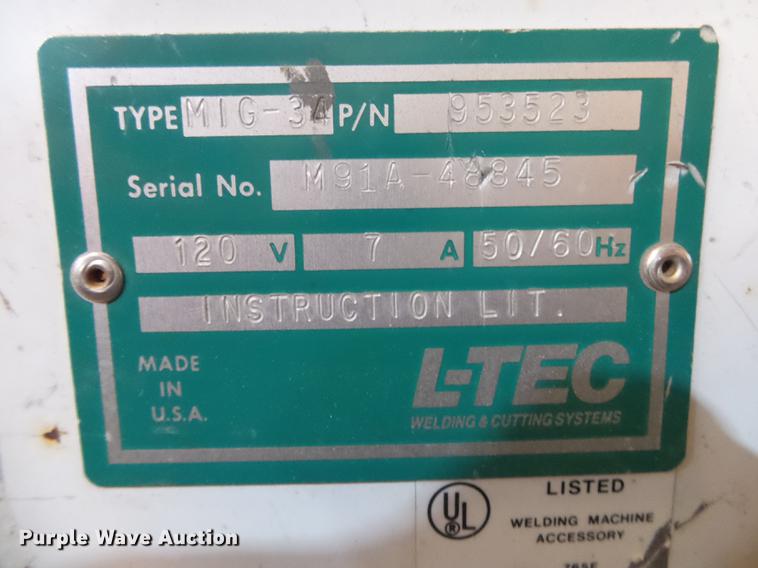 TYPE MIG-34 P/N 953523
Serial No. M91A-48845
120 V 7 A 50/60 Hz
INSTRUCTION LIT.
MADE
IN
U.S.A.
L-TEC
WELDING & CUTTING SYSTEMS
UL ®
LISTED
WELDING MACHINE
ACCESSORY
Purple Wave Auction